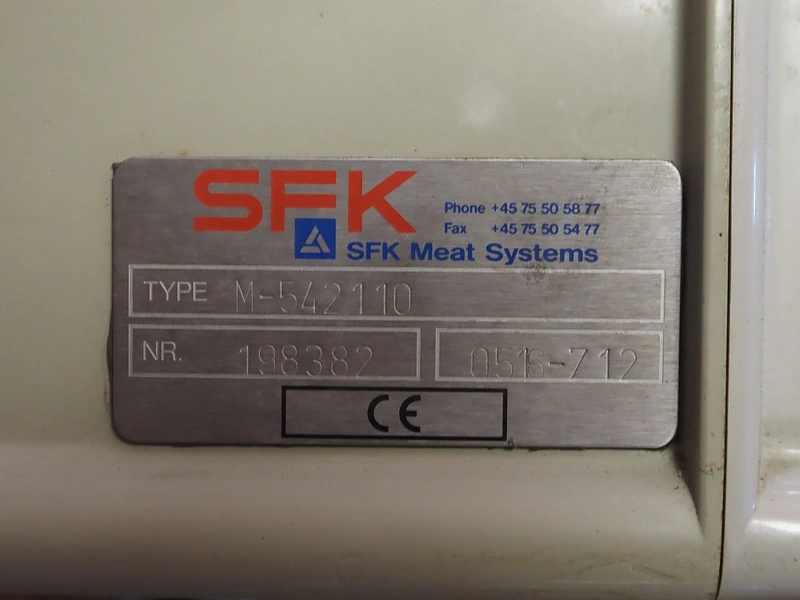 SFK
Phone +45 75 50 58 77
Fax +45 75 50 54 77
SFK Meat Systems
TYPE M-542110
NR. 198382 0516-712
CE